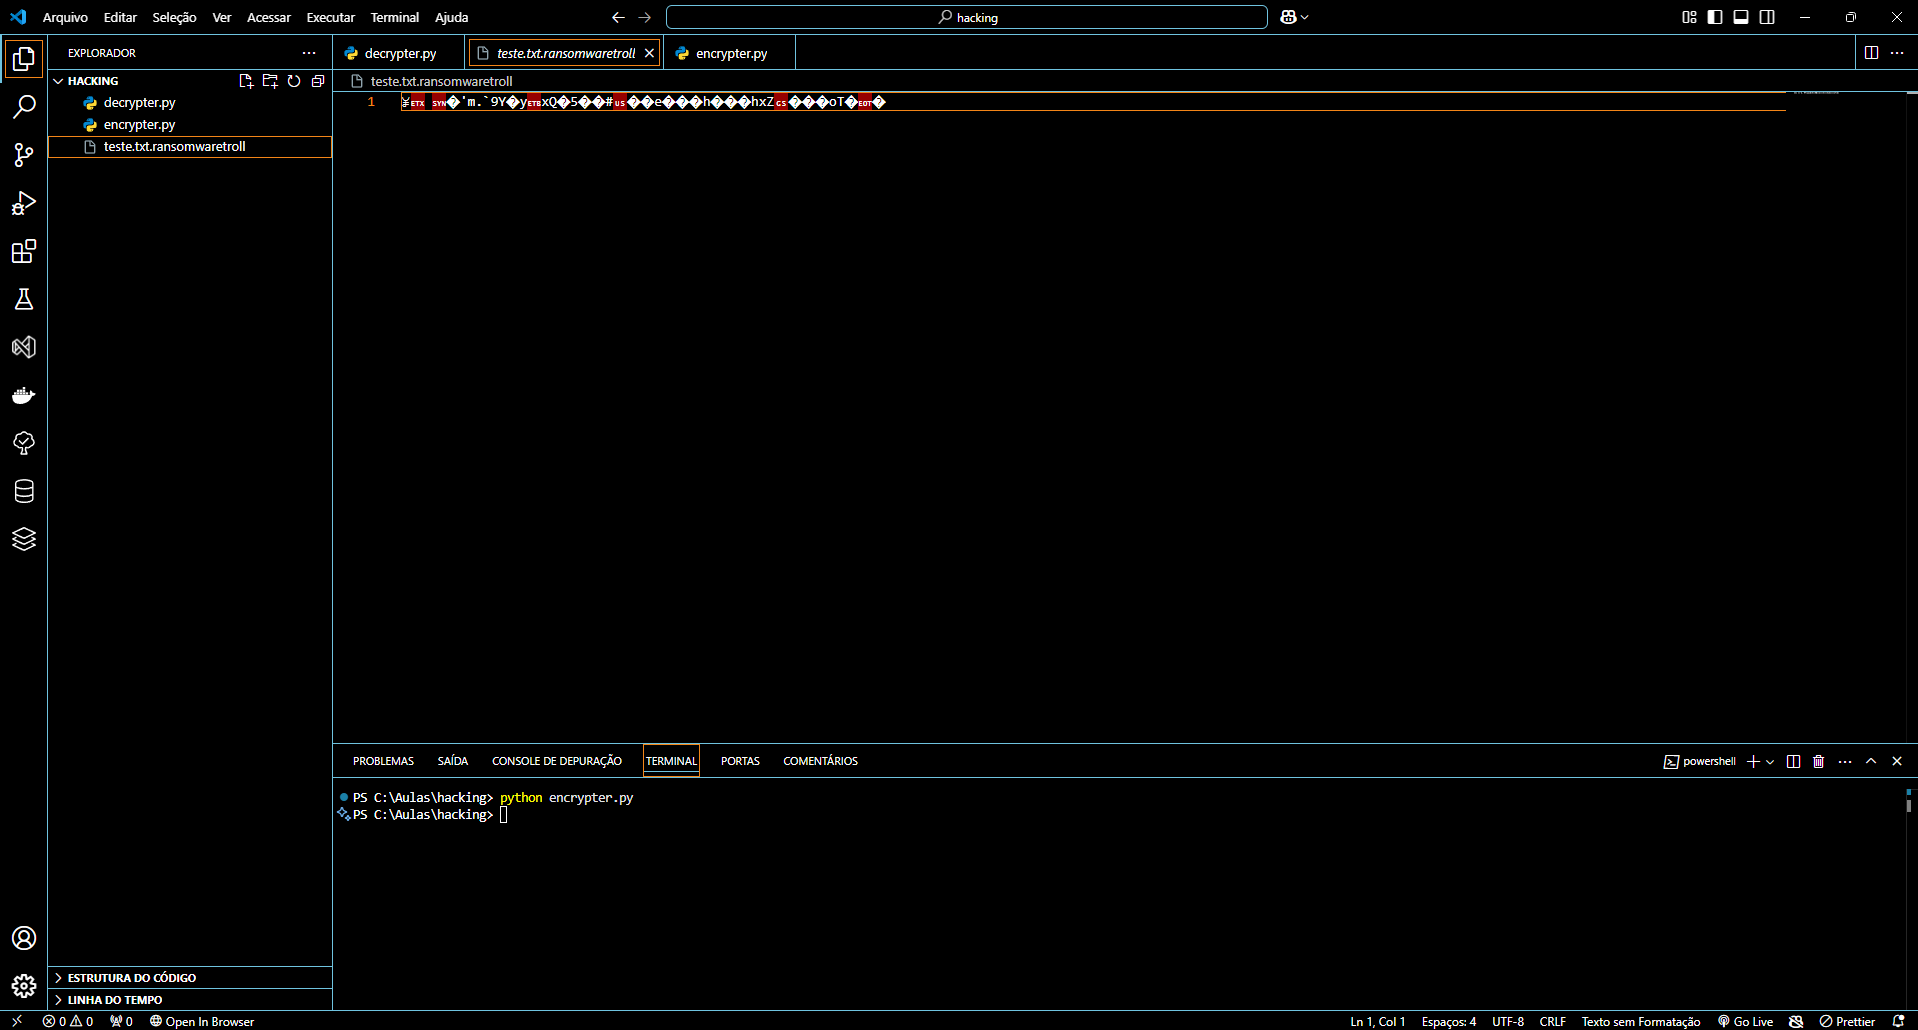 Arquivo Editar Seleção Ver Acessar Executar Terminal Ajuda
hacking
EXPLORADOR
HACKING
decrypter.py
encrypter.py
teste.txt.ransomwaretroll
decrypter.py
teste.txt.ransomwaretroll
encrypter.py
teste.txt.ransomwaretroll
1 ¥ETX SYN�'m.`9Y�yETBxQ�5��#US��e���h���hxZGS���oT�EOT�
PROBLEMAS SAÍDA CONSOLE DE DEPURAÇÃO TERMINAL PORTAS COMENTÁRIOS
powershell
PS C:\Aulas\hacking> python encrypter.py
PS C:\Aulas\hacking>
ESTRUTURA DO CÓDIGO
LINHA DO TEMPO
0 0 0 Open In Browser
Ln 1, Col 1 Espaços: 4 UTF-8 CRLF Texto sem Formatação Go Live Prettier